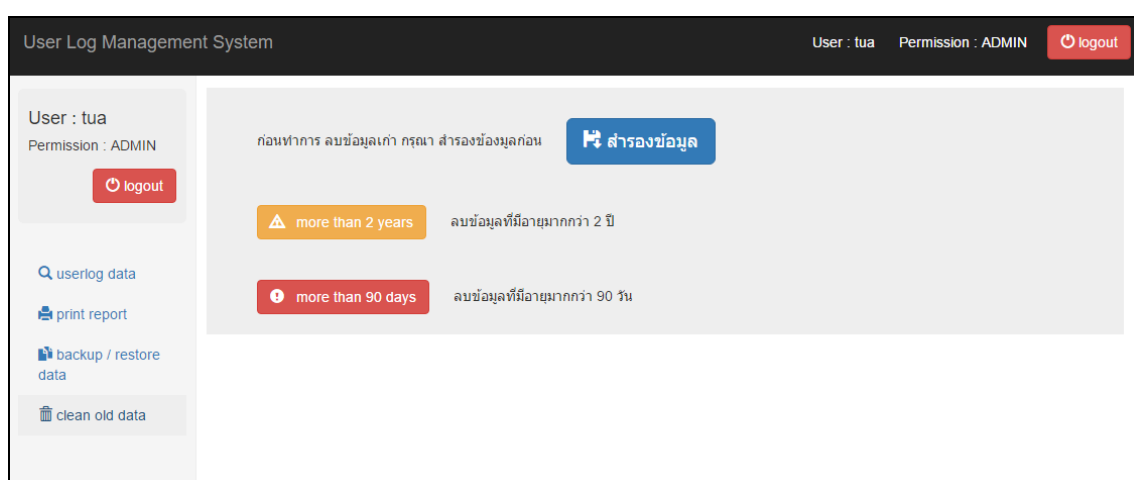 User Log Management System User : tua Permission : ADMIN logout
User : tua
Permission : ADMIN
logout
userlog data
print report
backup / restore
data
clean old data
ก่อนทำการ ลบข้อมูลเก่า กรุณา สำรองข้องมูลก่อน สำรองข้อมูล
more than 2 years ลบข้อมูลที่มีอายุมากกว่า 2 ปี
more than 90 days ลบข้อมูลที่มีอายุมากกว่า 90 วัน